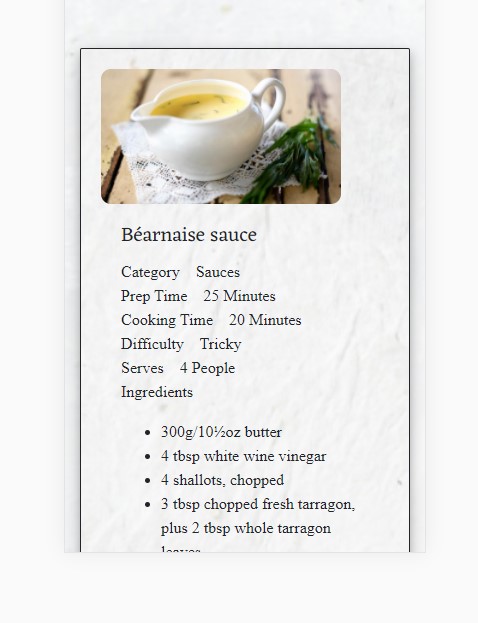 Béarnaise sauce
Category Sauces
Prep Time 25 Minutes
Cooking Time 20 Minutes
Difficulty Tricky
Serves 4 People
Ingredients
• 300g/10½oz butter
• 4 tbsp white wine vinegar
• 4 shallots, chopped
• 3 tbsp chopped fresh tarragon,
plus 2 tbsp whole tarragon
leaves